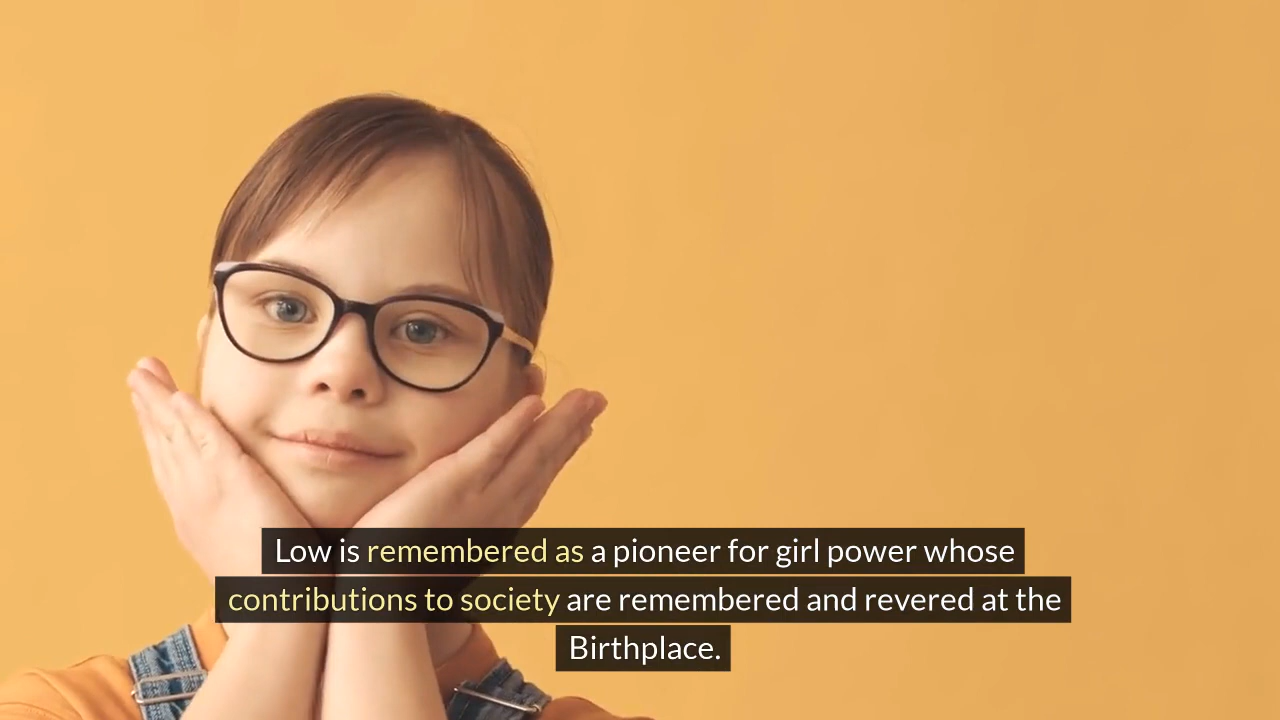 Low is remembered as a pioneer for girl power whose
contributions to society are remembered and revered at the
Birthplace.